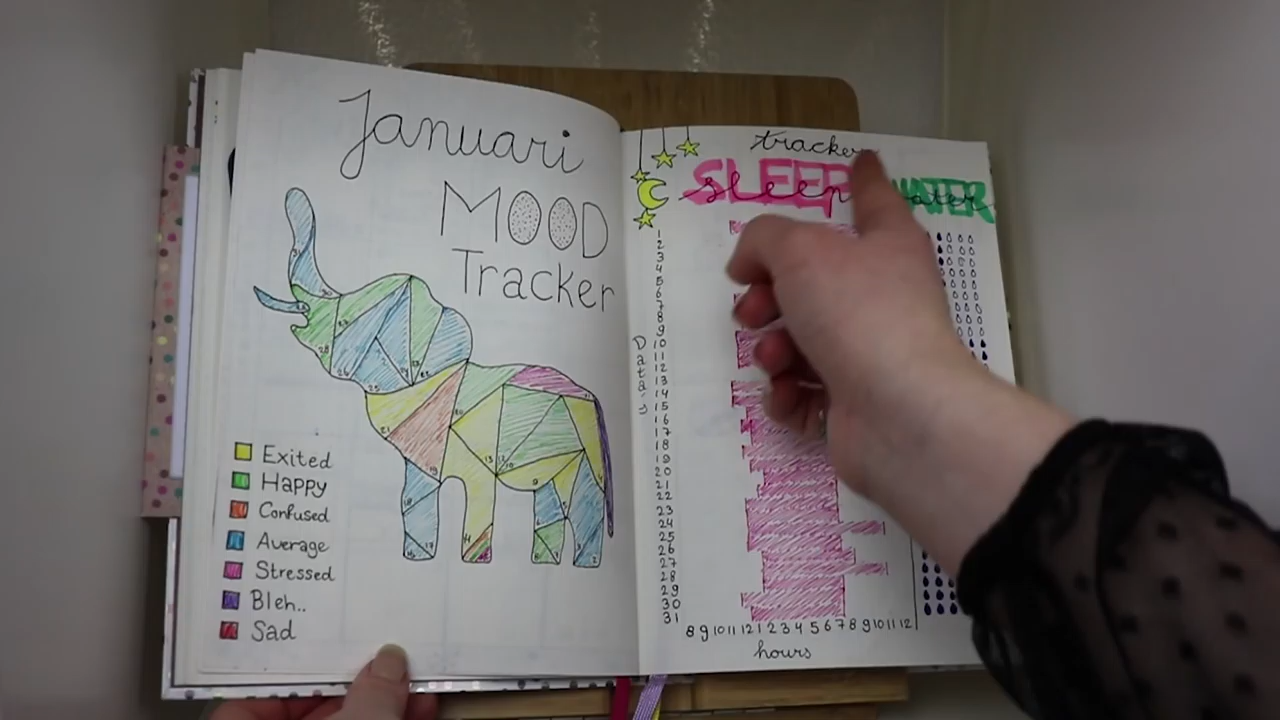 Januari
MOOD
Tracker
Exited
Happy
Confused
Average
Stressed
Bleh..
Sad
tracker
SLEEP
sleep
WATER
water
Data's
1
2
3
4
5
6
7
8
9
10
11
12
13
14
15
16
17
18
19
20
21
22
23
24
25
26
27
28
29
30
31
8 9 10 11 12 1 2 3 4 5 6 7 8 9 10 11 12
hours